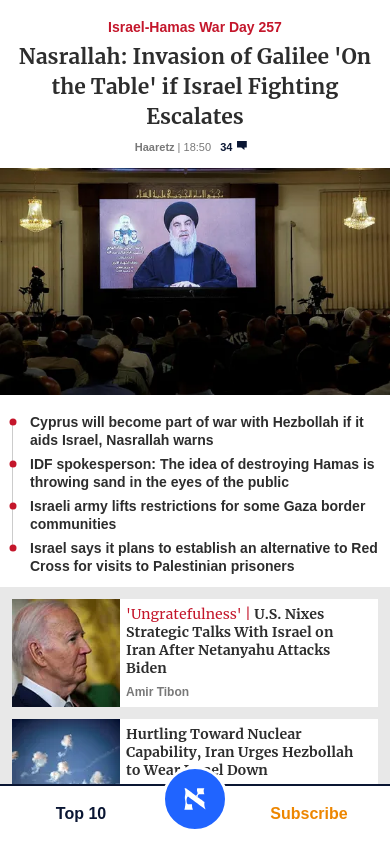 Israel-Hamas War Day 257
Nasrallah: Invasion of Galilee 'On
the Table' if Israel Fighting
Escalates
Haaretz | 18:50 34
Cyprus will become part of war with Hezbollah if it
aids Israel, Nasrallah warns
IDF spokesperson: The idea of destroying Hamas is
throwing sand in the eyes of the public
Israeli army lifts restrictions for some Gaza border
communities
Israel says it plans to establish an alternative to Red
Cross for visits to Palestinian prisoners
'Ungratefulness' | U.S. Nixes
Strategic Talks With Israel on
Iran After Netanyahu Attacks
Biden
Amir Tibon
Hurtling Toward Nuclear
Capability, Iran Urges Hezbollah
to Wear Israel Down
Top 10
Subscribe